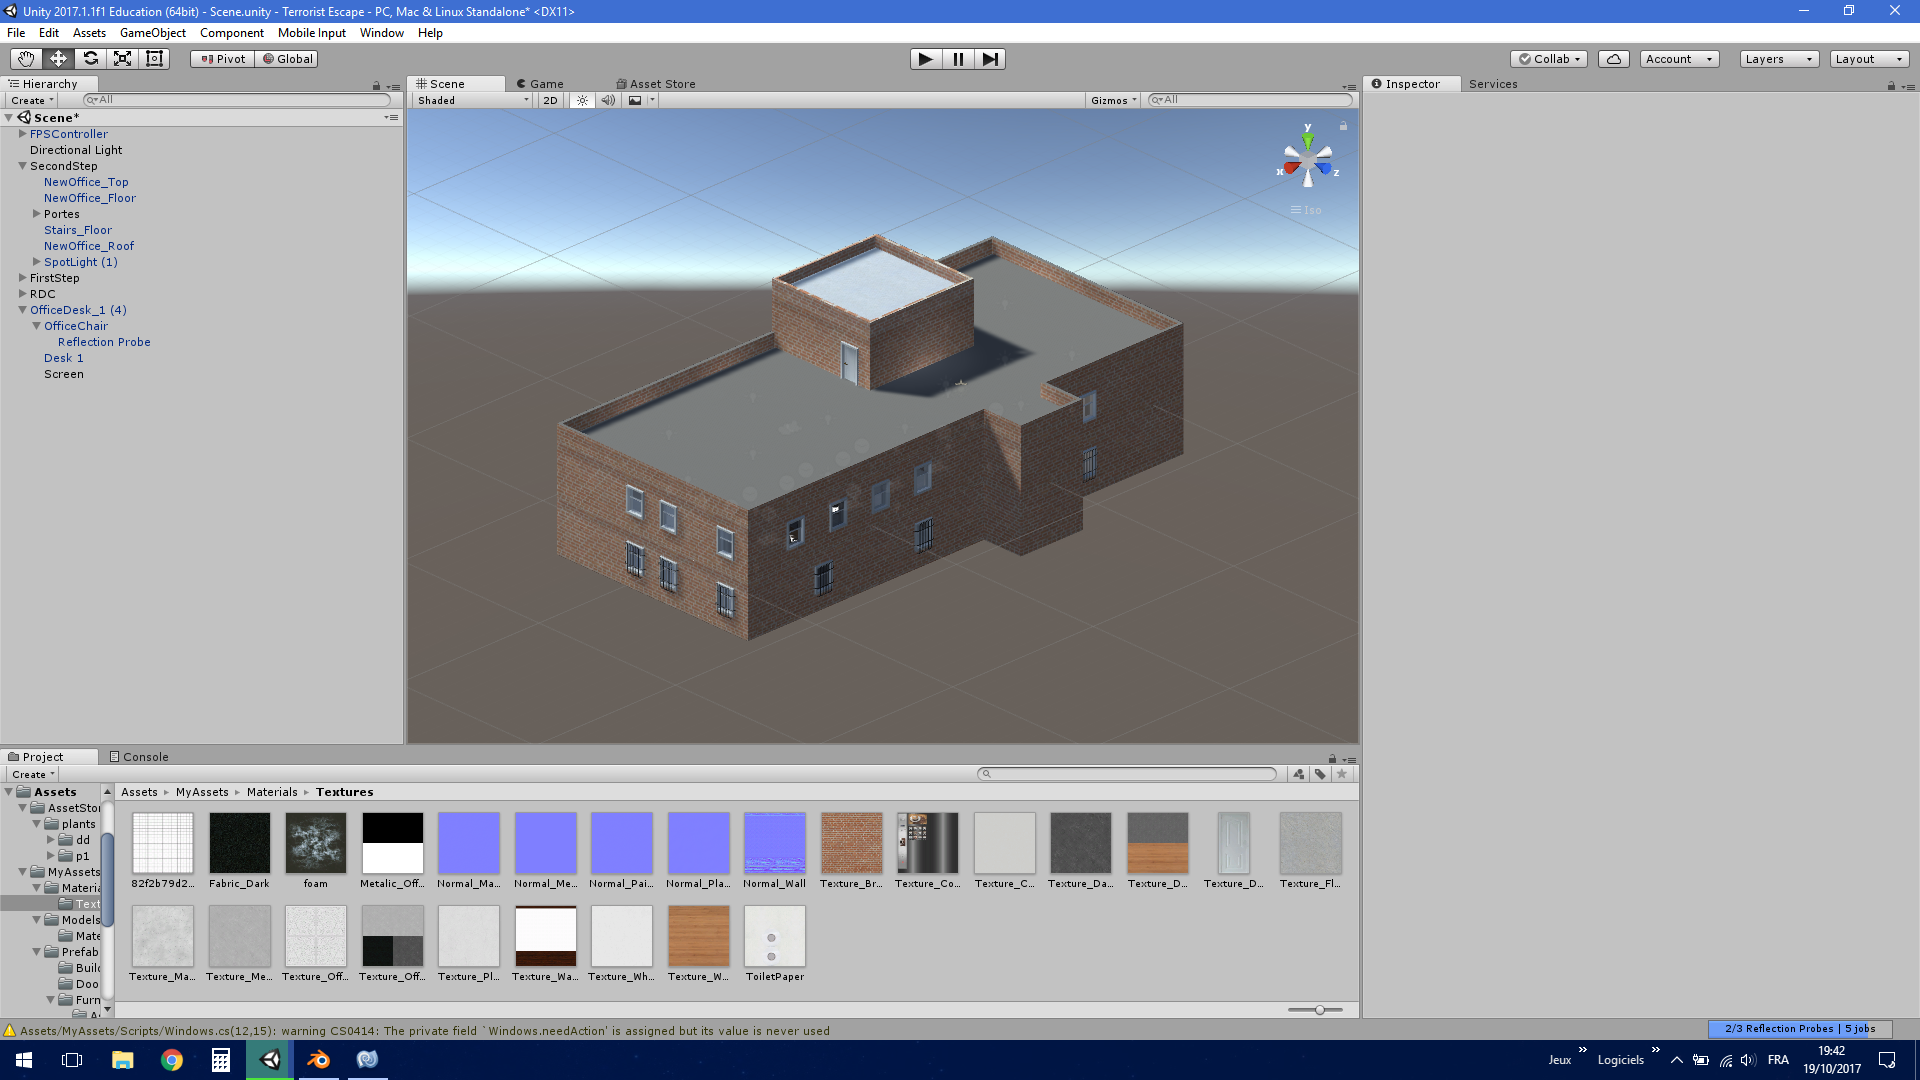 Unity 2017.1.1f1 Education (64bit) - Scene.unity - Terrorist Escape - PC, Mac & Linux Standalone* <DX11>
File Edit Assets GameObject Component Mobile Input Window Help
Pivot Global Collab Account Layers Layout
Hierarchy
Create All
Scene*
FPSController
Directional Light
SecondStep
NewOffice_Top
NewOffice_Floor
Portes
Stairs_Floor
NewOffice_Roof
SpotLight (1)
FirstStep
RDC
OfficeDesk_1 (4)
OfficeChair
Reflection Probe
Desk 1
Screen
Scene Game Asset Store
Shaded 2D Gizmos All
y
x z
Iso
Inspector Services
Project Console
Create
Assets
AssetStor
plants
dd
p1
MyAssets
Materia
Text
Models
Mate
Prefab
Build
Doo
Furn
A
Assets MyAssets Materials Textures
82f2b79d2... Fabric_Dark foam Metalic_Off... Normal_Ma... Normal_Me... Normal_Pai... Normal_Pla... Normal_Wall Texture_Br... Texture_Co... Texture_C... Texture_Da... Texture_D... Texture_D... Texture_Fl...
Texture_Ma... Texture_Me... Texture_Off... Texture_Off... Texture_Pl... Texture_Wa... Texture_Wh... Texture_W... ToiletPaper
Assets/MyAssets/Scripts/Windows.cs(12,15): warning CS0414: The private field `Windows.needAction' is assigned but its value is never used
2/3 Reflection Probes | 5 jobs
Jeux » Logiciels » FRA 19:42
19/10/2017